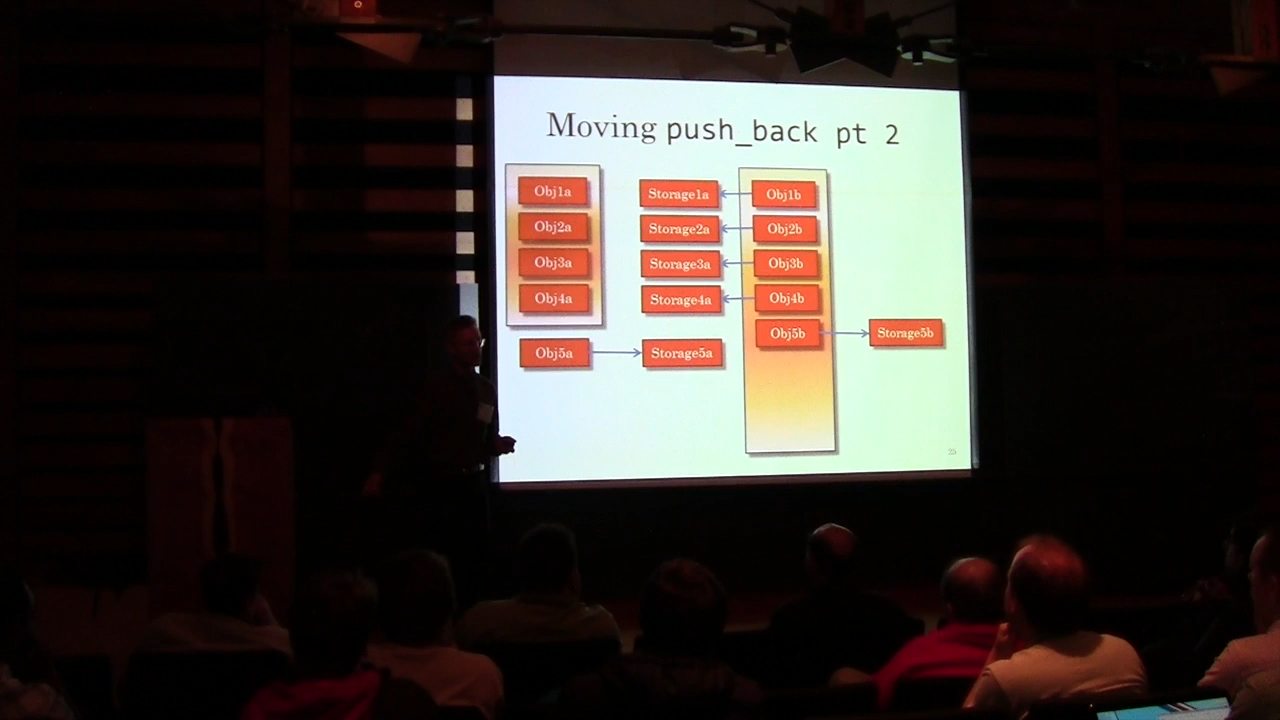 Moving push_back pt 2
Obj1a Storage1a Obj1b
Obj2a Storage2a Obj2b
Obj3a Storage3a Obj3b
Obj4a Storage4a Obj4b
Obj5b Storage5b
Obj5a Storage5a